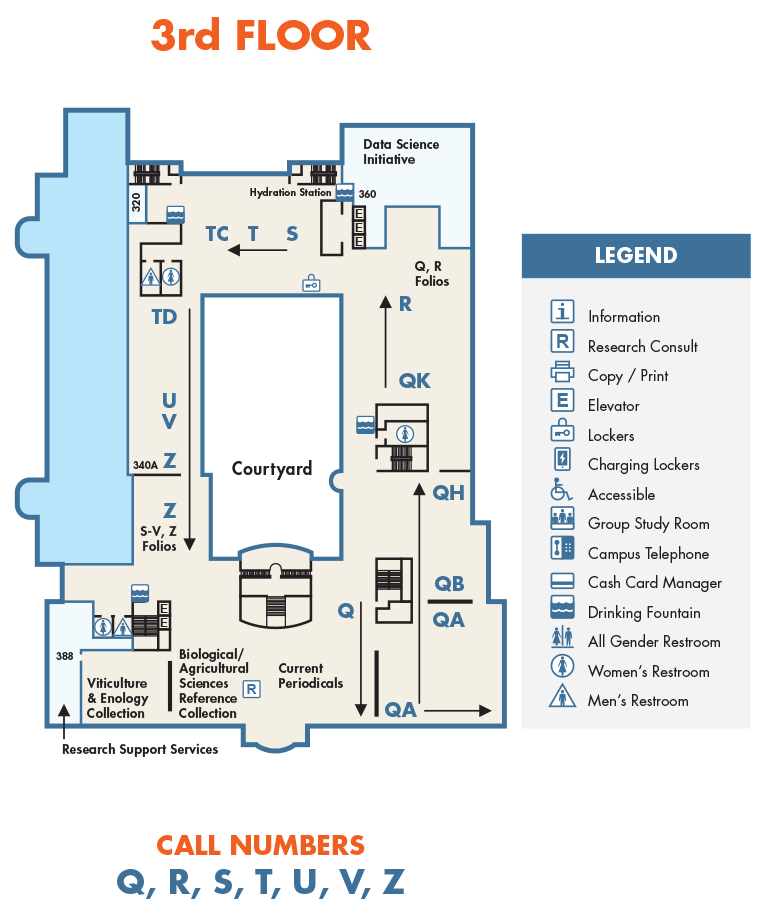 3rd FLOOR
Data Science
Initiative
Hydration Station
360
320
E
E
E
TC T S
Q, R
Folios
R
TD
QK
U
V
340A Z
Courtyard
QH
Z
S-V, Z
Folios
QB
Q
QA
E
E
388
Biological/
Agricultural
Sciences
Reference
Collection
R
Current
Periodicals
Viticulture
& Enology
Collection
QA
Research Support Services
LEGEND
i Information
R Research Consult
Copy / Print
E Elevator
Lockers
Charging Lockers
Accessible
Group Study Room
Campus Telephone
Cash Card Manager
Drinking Fountain
All Gender Restroom
Women's Restroom
Men's Restroom
CALL NUMBERS
Q, R, S, T, U, V, Z